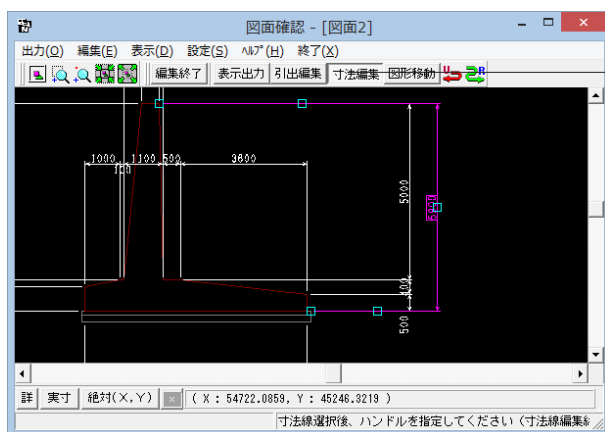 図面確認 - [図面2]
出力(O) 編集(E) 表示(D) 設定(S) ﾍﾙﾌﾟ(H) 終了(X)
編集終了 表示出力 引出編集 寸法編集 図形移動
1000 1100 500 3600
5000
500
詳 実寸 絶対(X,Y) × ( X : 54722.0859, Y : 45246.3219 )
寸法線選択後、ハンドルを指定してください（寸法線編集